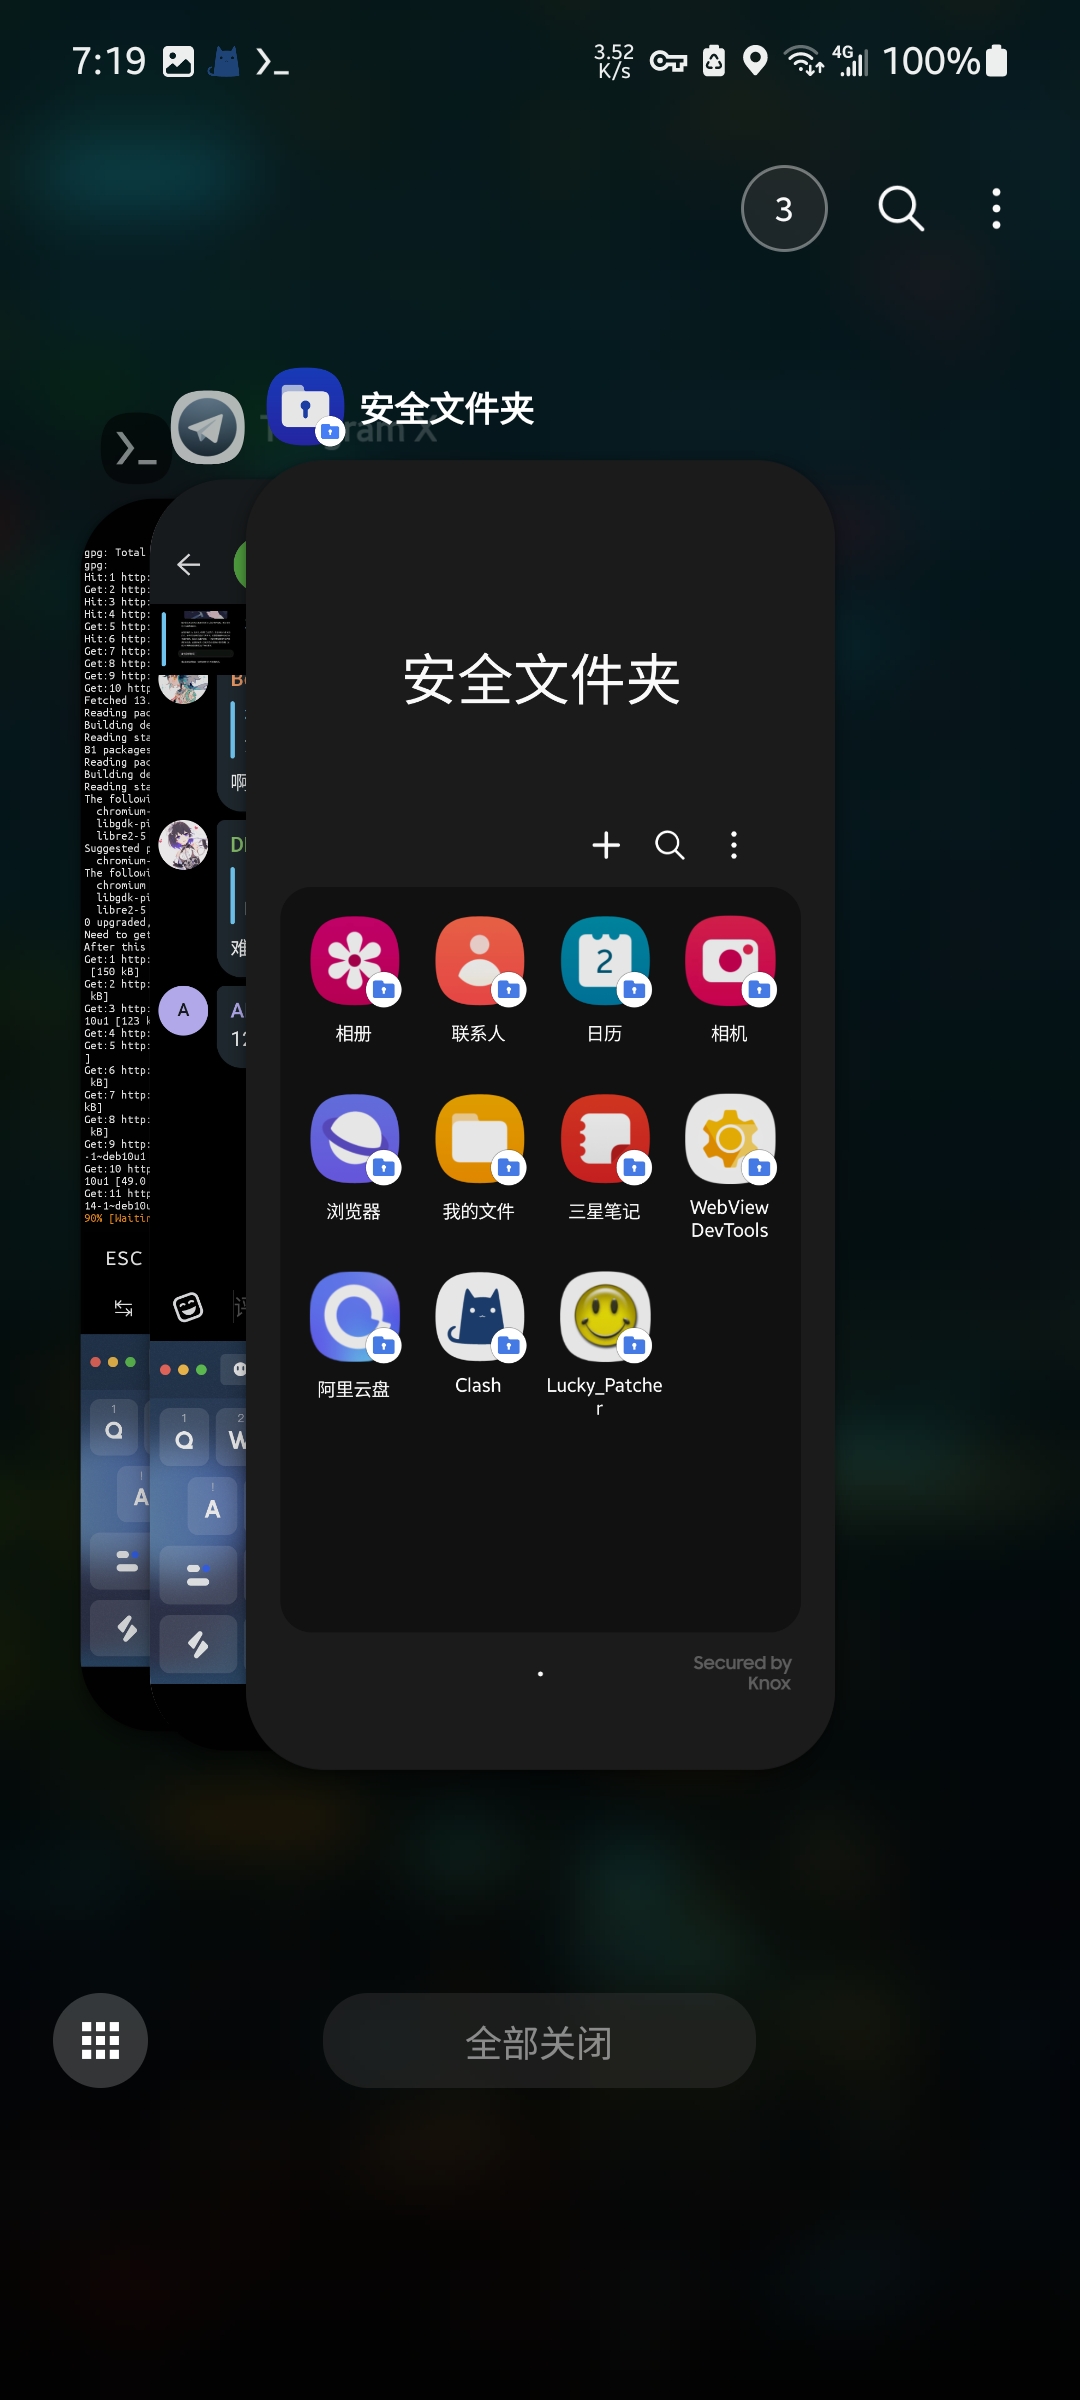 7:19
3.52
K/s
4G
100%
3
安全文件夹
gpg: Total
gpg:
Hit:1 http:
Get:2 http:
Hit:3 http:
Hit:4 http:
Get:5 http:
Hit:6 http:
Get:7 http:
Get:8 http:
Get:9 http:
Get:10 http
Fetched 13.
Reading pac
Building de
Reading sta
81 packages
Reading pac
Building de
Reading sta
The followi
chromium-
libgdk-pi
libre2-5
Suggested p
chromium-
The followi
chromium
libgdk-pi
libre2-5
0 upgraded,
Need to get
After this
Get:1 http:
[150 kB]
Get:2 http:
kB]
Get:3 http:
10u1 [123 k
Get:4 http:
Get:5 http:
]
Get:6 http:
kB]
Get:7 http:
kB]
Get:8 http:
kB]
Get:9 http:
-1~deb10u1
Get:10 http
10u1 [49.0
Get:11 http
14-1~deb10u
90% [Waitin
ESC
1
Q
!
A
啊
难
A
1
Q
2
W
!
A
安全文件夹
2
相册
联系人
日历
相机
浏览器
我的文件
三星笔记
WebView
DevTools
阿里云盘
Clash
Lucky_Patche
r
Secured by
Knox
全部关闭